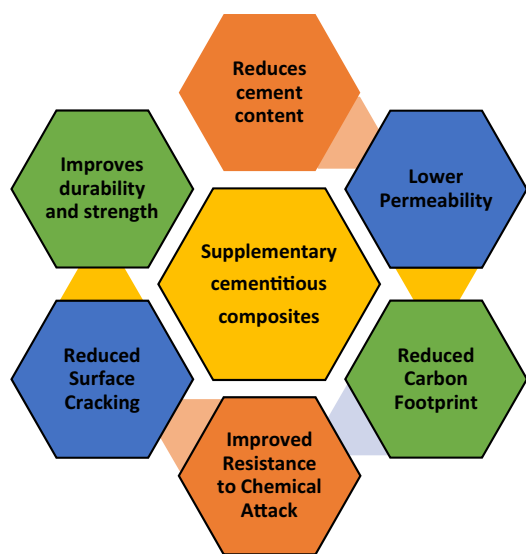 Reduces
cement
content
Improves
durability
and strength
Lower
Permeability
Supplementary
cementitious
composites
Reduced
Surface
Cracking
Reduced
Carbon
Footprint
Improved
Resistance
to Chemical
Attack